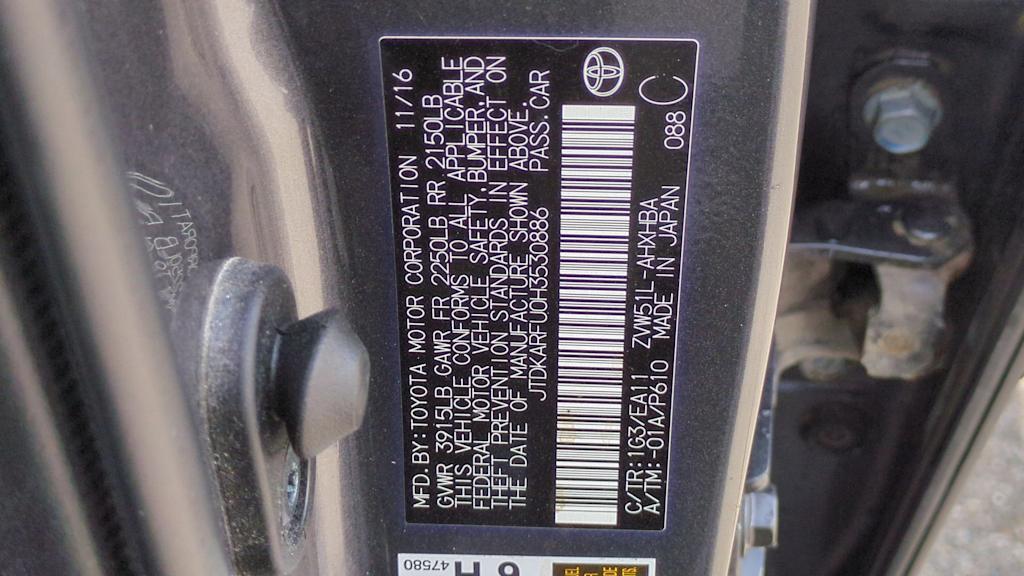 MFD.BY:TOYOTA MOTOR CORPORATION 11/16
GVWR 3915LB GAWR FR 2250LB RR 2150LB
THIS VEHICLE CONFORMS TO ALL APPLICABLE
FEDERAL MOTOR VEHICLE SAFETY,BUMPER,AND
THEFT PREVENTION STANDARDS IN EFFECT ON
THE DATE OF MANUFACTURE SHOWN ABOVE.
JTDKARFU0H3530886 PASS.CAR
C/TR:1G3/EA11 ZVW51L-AHXHBA
A/TM:-01A/P610 MADE IN JAPAN 088 C
47580